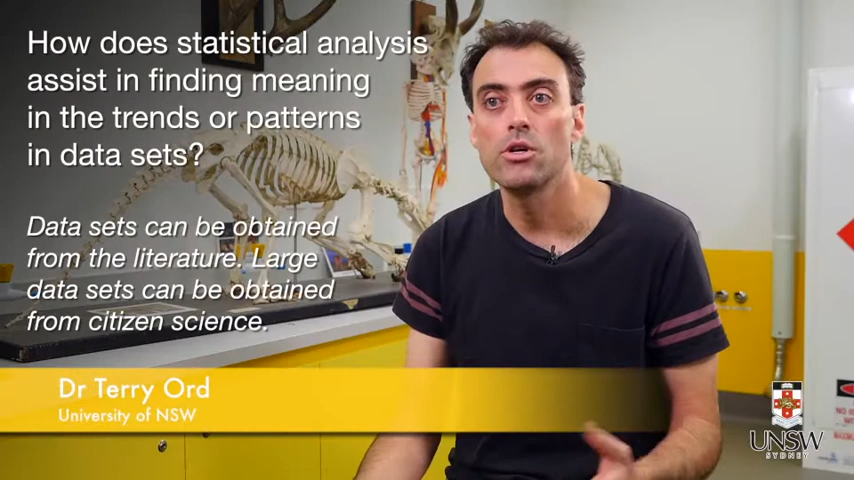 How does statistical analysis
assist in finding meaning
in the trends or patterns
in data sets?
Data sets can be obtained
from the literature. Large
data sets can be obtained
from citizen science.
Dr Terry Ord
University of NSW
UNSW
SYDNEY